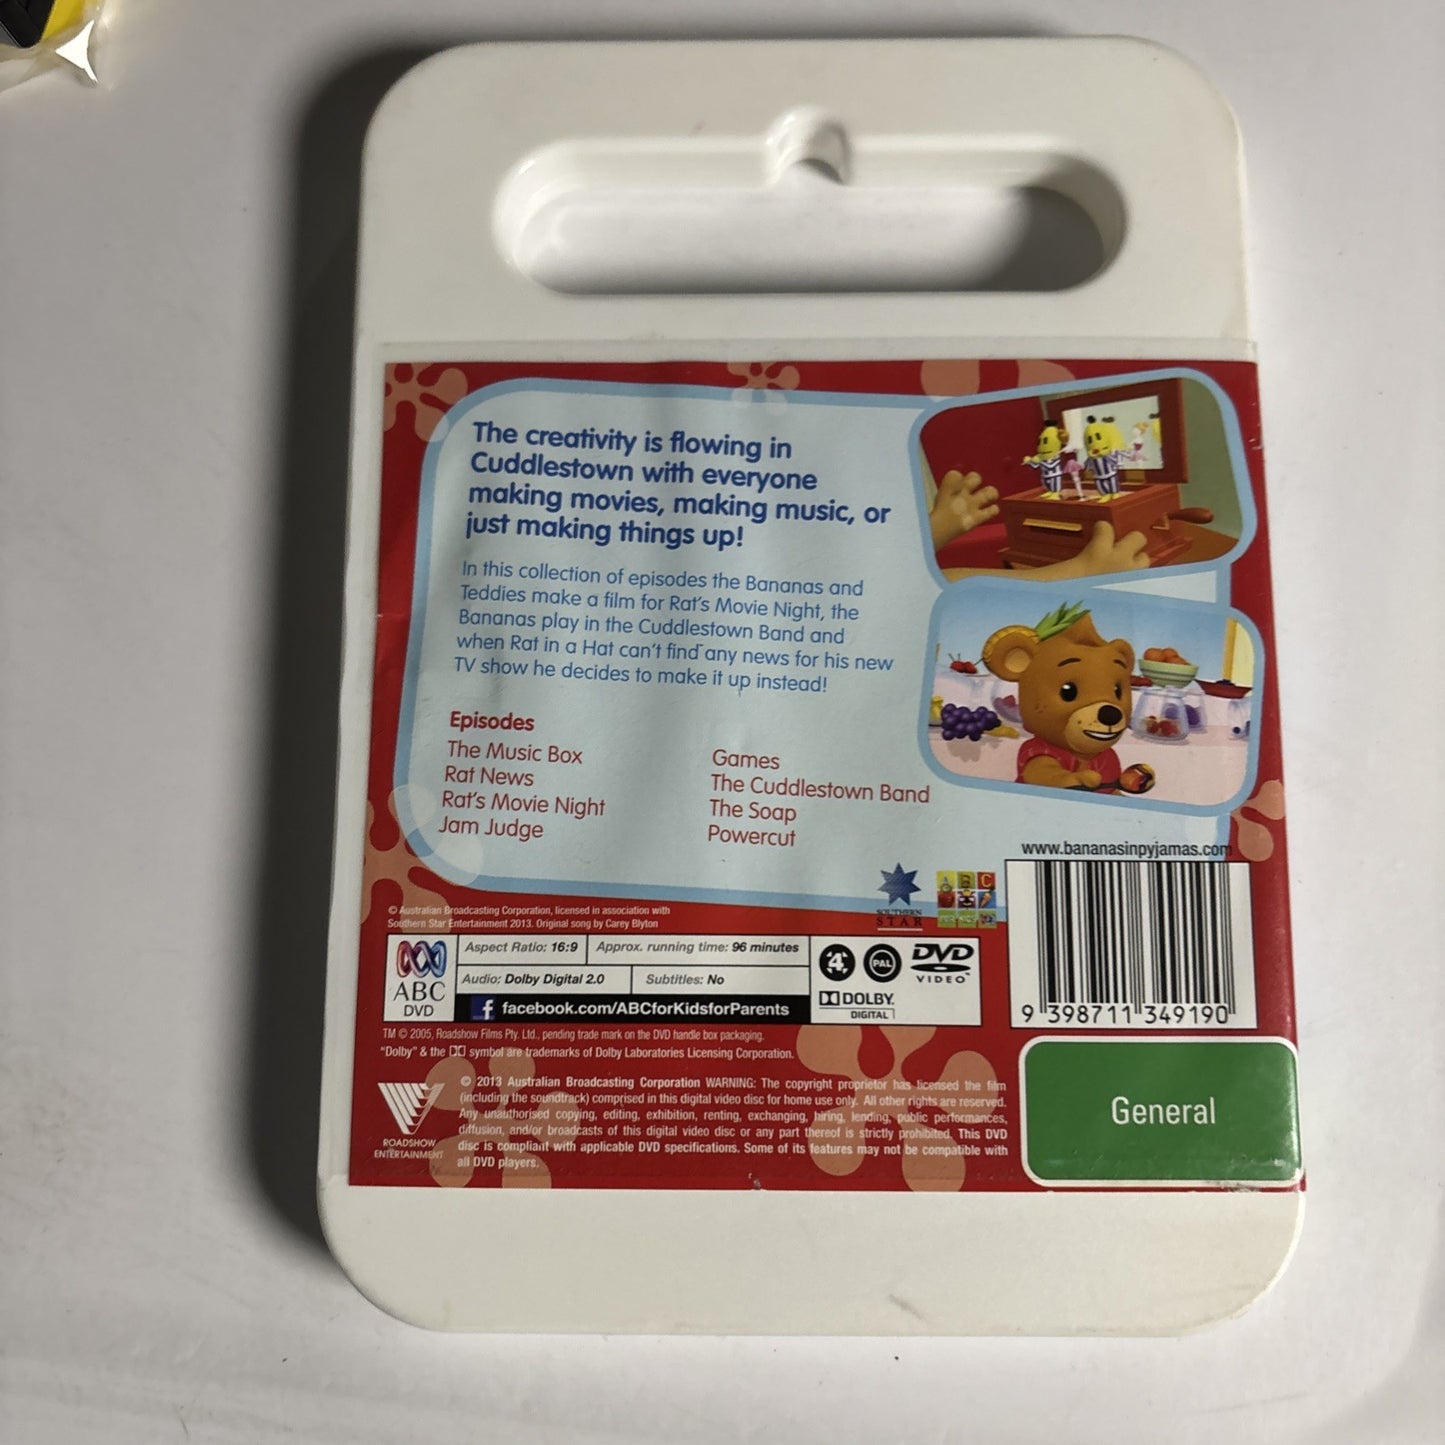 The creativity is flowing in
Cuddlestown with everyone
making movies, making music, or
just making things up!
In this collection of episodes the Bananas and
Teddies make a film for Rat's Movie Night, the
Bananas play in the Cuddlestown Band and
when Rat in a Hat can't find any news for his new
TV show he decides to make it up instead!
Episodes
The Music Box
Rat News
Rat's Movie Night
Jam Judge
Games
The Cuddlestown Band
The Soap
Powercut
www.bananasinpyjamas.com
SOUTHERN
STAR
© Australian Broadcasting Corporation, licensed in association with
Southern Star Entertainment 2013. Original song by Carey Blyton
ABC
DVD
Aspect Ratio: 16:9
Approx. running time: 96 minutes
Audio: Dolby Digital 2.0
Subtitles: No
f facebook.com/ABCforKidsforParents
4
PAL
DVD
VIDEO
DOLBY
DIGITAL
9 398711 349190
TM © 2005, Roadshow Films Pty. Ltd., pending trade mark on the DVD handle box packaging.
"Dolby" & the symbol are trademarks of Dolby Laboratories Licensing Corporation.
ROADSHOW
ENTERTAINMENT
© 2013 Australian Broadcasting Corporation WARNING: The copyright proprietor has licensed the film
(including the soundtrack) comprised in this digital video disc for home use only. All other rights are reserved.
Any unauthorised copying, editing, exhibition, renting, exchanging, hiring, lending, public performances,
diffusion, and/or broadcasts of this digital video disc or any part thereof is strictly prohibited. This DVD
disc is compliant with applicable DVD specifications. Some of its features may not be compatible with
all DVD players.
General